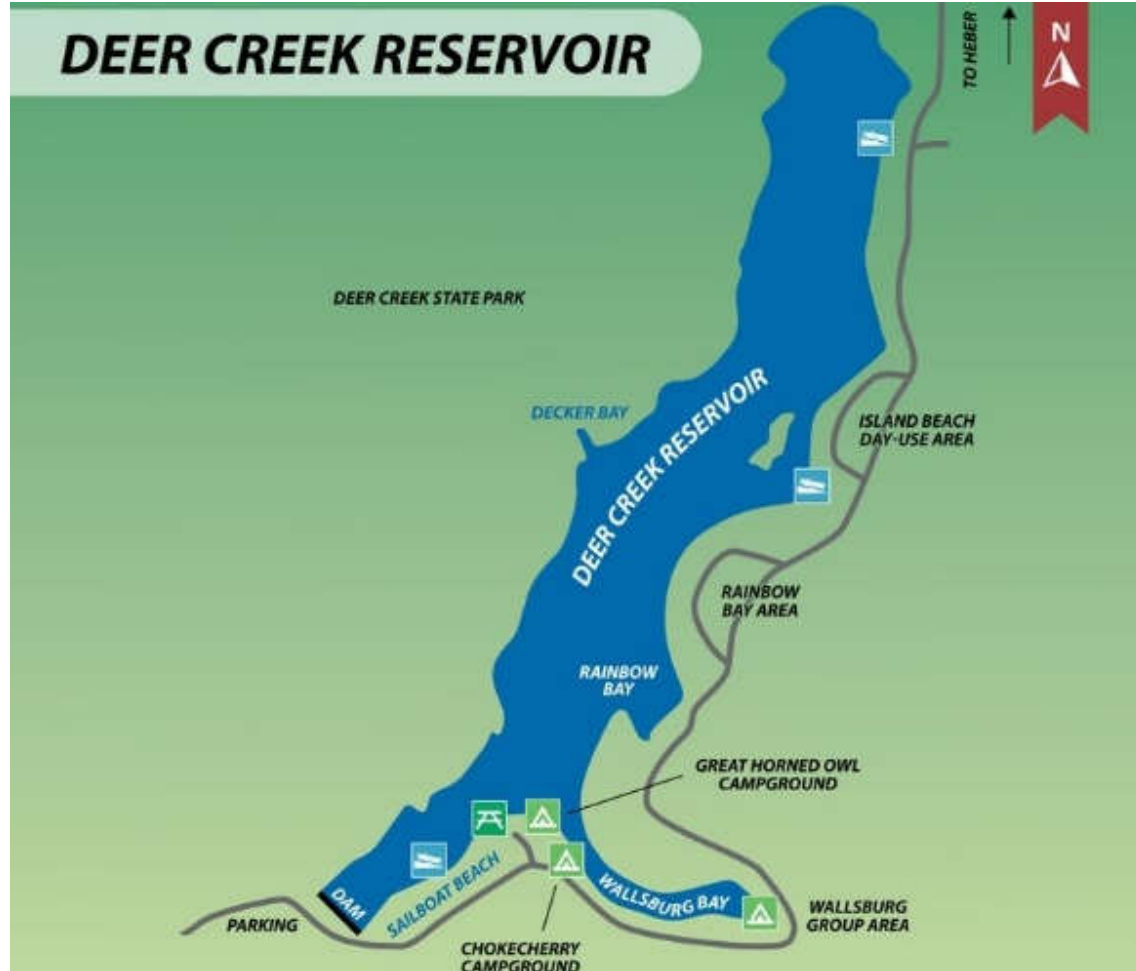 DEER CREEK RESERVOIR
TO HEBER
N
DEER CREEK STATE PARK
DECKER BAY
DEER CREEK RESERVOIR
ISLAND BEACH
DAY-USE AREA
RAINBOW
BAY AREA
RAINBOW
BAY
GREAT HORNED OWL
CAMPGROUND
DAM
SAILBOAT BEACH
WALLSBURG BAY
PARKING
WALLSBURG
GROUP AREA
CHOKECHERRY
CAMPGROUND